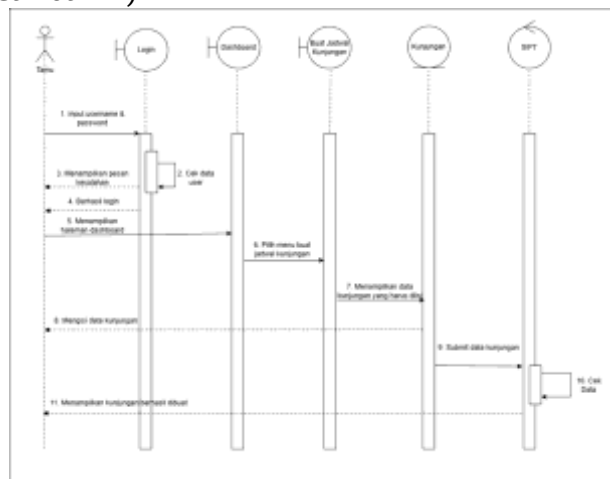 Tamu
Login
Dashboard
Buat Jadwal
Kunjungan
Kunjungan
1. Input username &
password
2. Cek data
user
3. Menampilkan pesan
kesalahan
4. Berhasil login
5. Menampilkan
halaman dashboard
6. Pilih menu buat
jadwal kunjungan
7. Menampilkan data
kunjungan yang harus diisi
8. Mengisi data kunjungan
9. Submit data kunjungan
10. Cek
Data
11. Menampilkan kunjungan berhasil dibuat